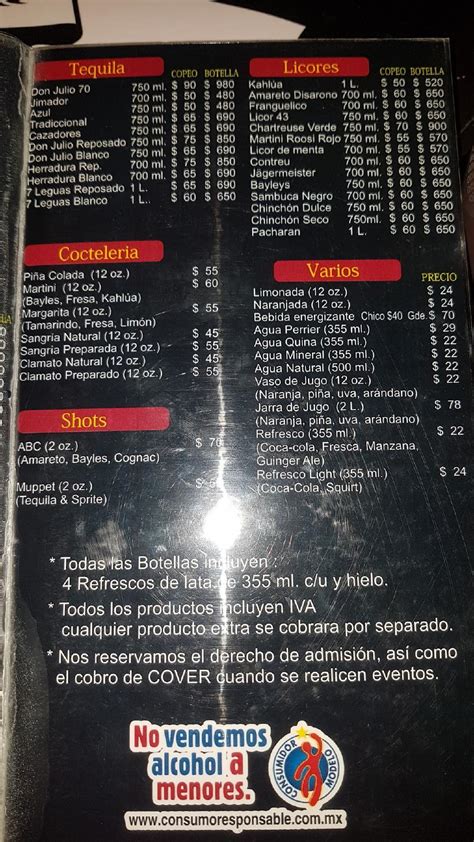 Tequila COPEO BOTELLA
Don Julio 70 750 ml. $ 90 $ 980
Jimador 700 ml. $ 50 $ 480
Azul 750 ml. $ 50 $ 480
Tradiccional 750 ml. $ 65 $ 690
Cazadores
Don Julio Reposado 750 ml. $ 75 $ 850
Don Julio Blanco 750 ml. $ 65 $ 690
Herradura Rep. 700 ml. $ 75 $ 850
Herradura Blanco 700 ml. $ 65 $ 690
7 Leguas Reposado 1 L. $ 65 $ 690
7 Leguas Blanco 1 L. $ 60 $ 650
Cocteleria
Piña Colada (12 oz.) $ 55
Martini (12 oz.) $ 60
(Bayles, Fresa, Kahlúa)
Margarita (12 oz.) $ 55
(Tamarindo, Fresa, Limón)
Sangria Natural (12 oz.) $ 45
Sangria Preparada (12 oz.) $ 55
Clamato Natural (12 oz.) $ 45
Clamato Preparado (12 oz.) $ 55
Shots
ABC (2 oz.) $ 70
(Amareto, Bayles, Cognac)
Muppet (2 oz.) $
(Tequila & Sprite)
Licores COPEO BOTELLA
Kahlúa 1 L. $ 50 $ 520
Amareto Disarono 700 ml. $ 60 $ 650
Franguelico 700 ml. $ 60 $ 650
Licor 43 750 ml. $ 60 $ 650
Chartreuse Verde 750 ml. $ 70 $ 900
Martini Roosi Rojo 750 ml. $ 55 $ 570
Licor de menta 700 ml. $ 55 $ 520
Contreu 700 ml. $ 60 $ 650
Jägermeister 700 ml. $ 60 $ 650
Bayleys 750 ml. $ 60 $ 650
Sambuca Negro 700 ml. $ 60 $ 650
Chinchón Dulce 750 ml. $ 60 $ 650
Chinchón Seco 750 ml. $ 60 $ 650
Pacharan 1 L. $ 60 $ 650
Varios PRECIO
Limonada (12 oz.) $ 24
Naranjada (12 oz.) $ 24
Bebida energizante Chico $40 Gde. $ 70
Agua Perrier (355 ml.) $ 29
Agua Quina (355 ml.) $ 22
Agua Mineral (355 ml.) $ 22
Agua Natural (500 ml.) $ 22
Vaso de Jugo (12 oz.) $ 22
(Naranja, piña, uva, arándano)
Jarra de Jugo (2 L.) $ 78
(Naranja, piña, uva, arándano)
Refresco (355 ml.) $ 22
(Coca-cola, Fresca, Manzana,
Guinger Ale)
Refresco Light (355 ml.) $ 24
(Coca-Cola, Squirt)
* Todas las Botellas incluyen :
4 Refrescos de lata de 355 ml. c/u y hielo.
* Todos los productos incluyen IVA
cualquier producto extra se cobrara por separado.
* Nos reservamos el derecho de admisión, así como
el cobro de COVER cuando se realicen eventos.
No vendemos
alcohol a
menores.
CONSUMIDOR
MODELO
www.consumoresponsable.com.mx